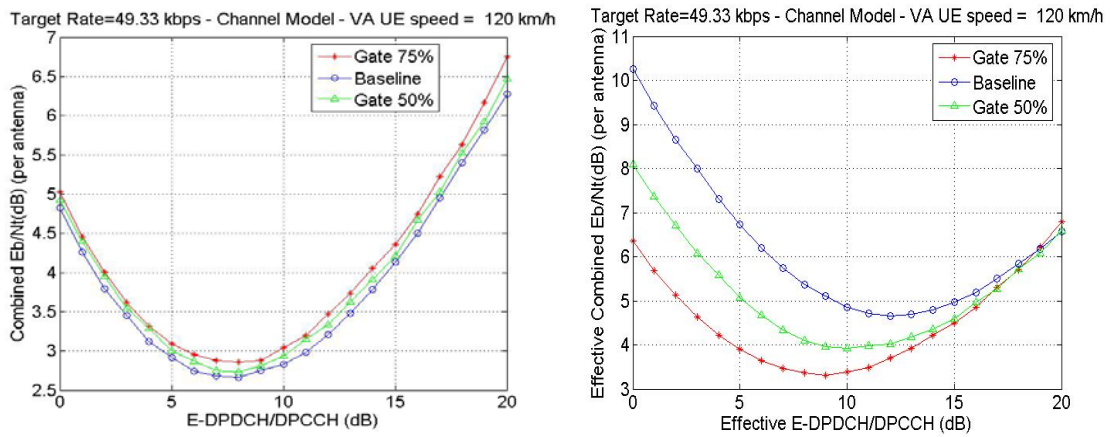 Target Rate=49.33 kbps - Channel Model - VA UE speed = 120 km/h
7
6.5
6
5.5
5
4.5
4
3.5
3
2.5
Combined Eb/Nt(dB) (per antenna)
Gate 75%
Baseline
Gate 50%
0 5 10 15 20
E-DPDCH/DPCCH (dB)
Target Rate=49.33 kbps - Channel Model - VA UE speed = 120 km/h
11
10
9
8
7
6
5
4
3
Effective Combined Eb/Nt(dB) (per antenna)
Gate 75%
Baseline
Gate 50%
0 5 10 15 20
Effective E-DPDCH/DPCCH (dB)